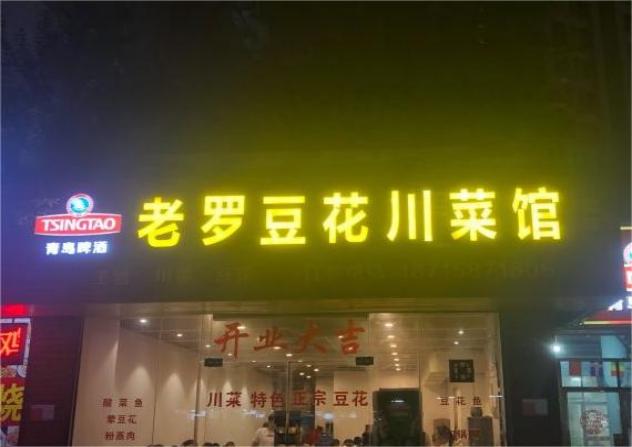 TSINGTAO
青岛啤酒
老罗豆花川菜馆
开业大吉
川菜 特色 正宗 豆花
酸菜鱼
荤豆花
粉蒸肉
豆花鱼